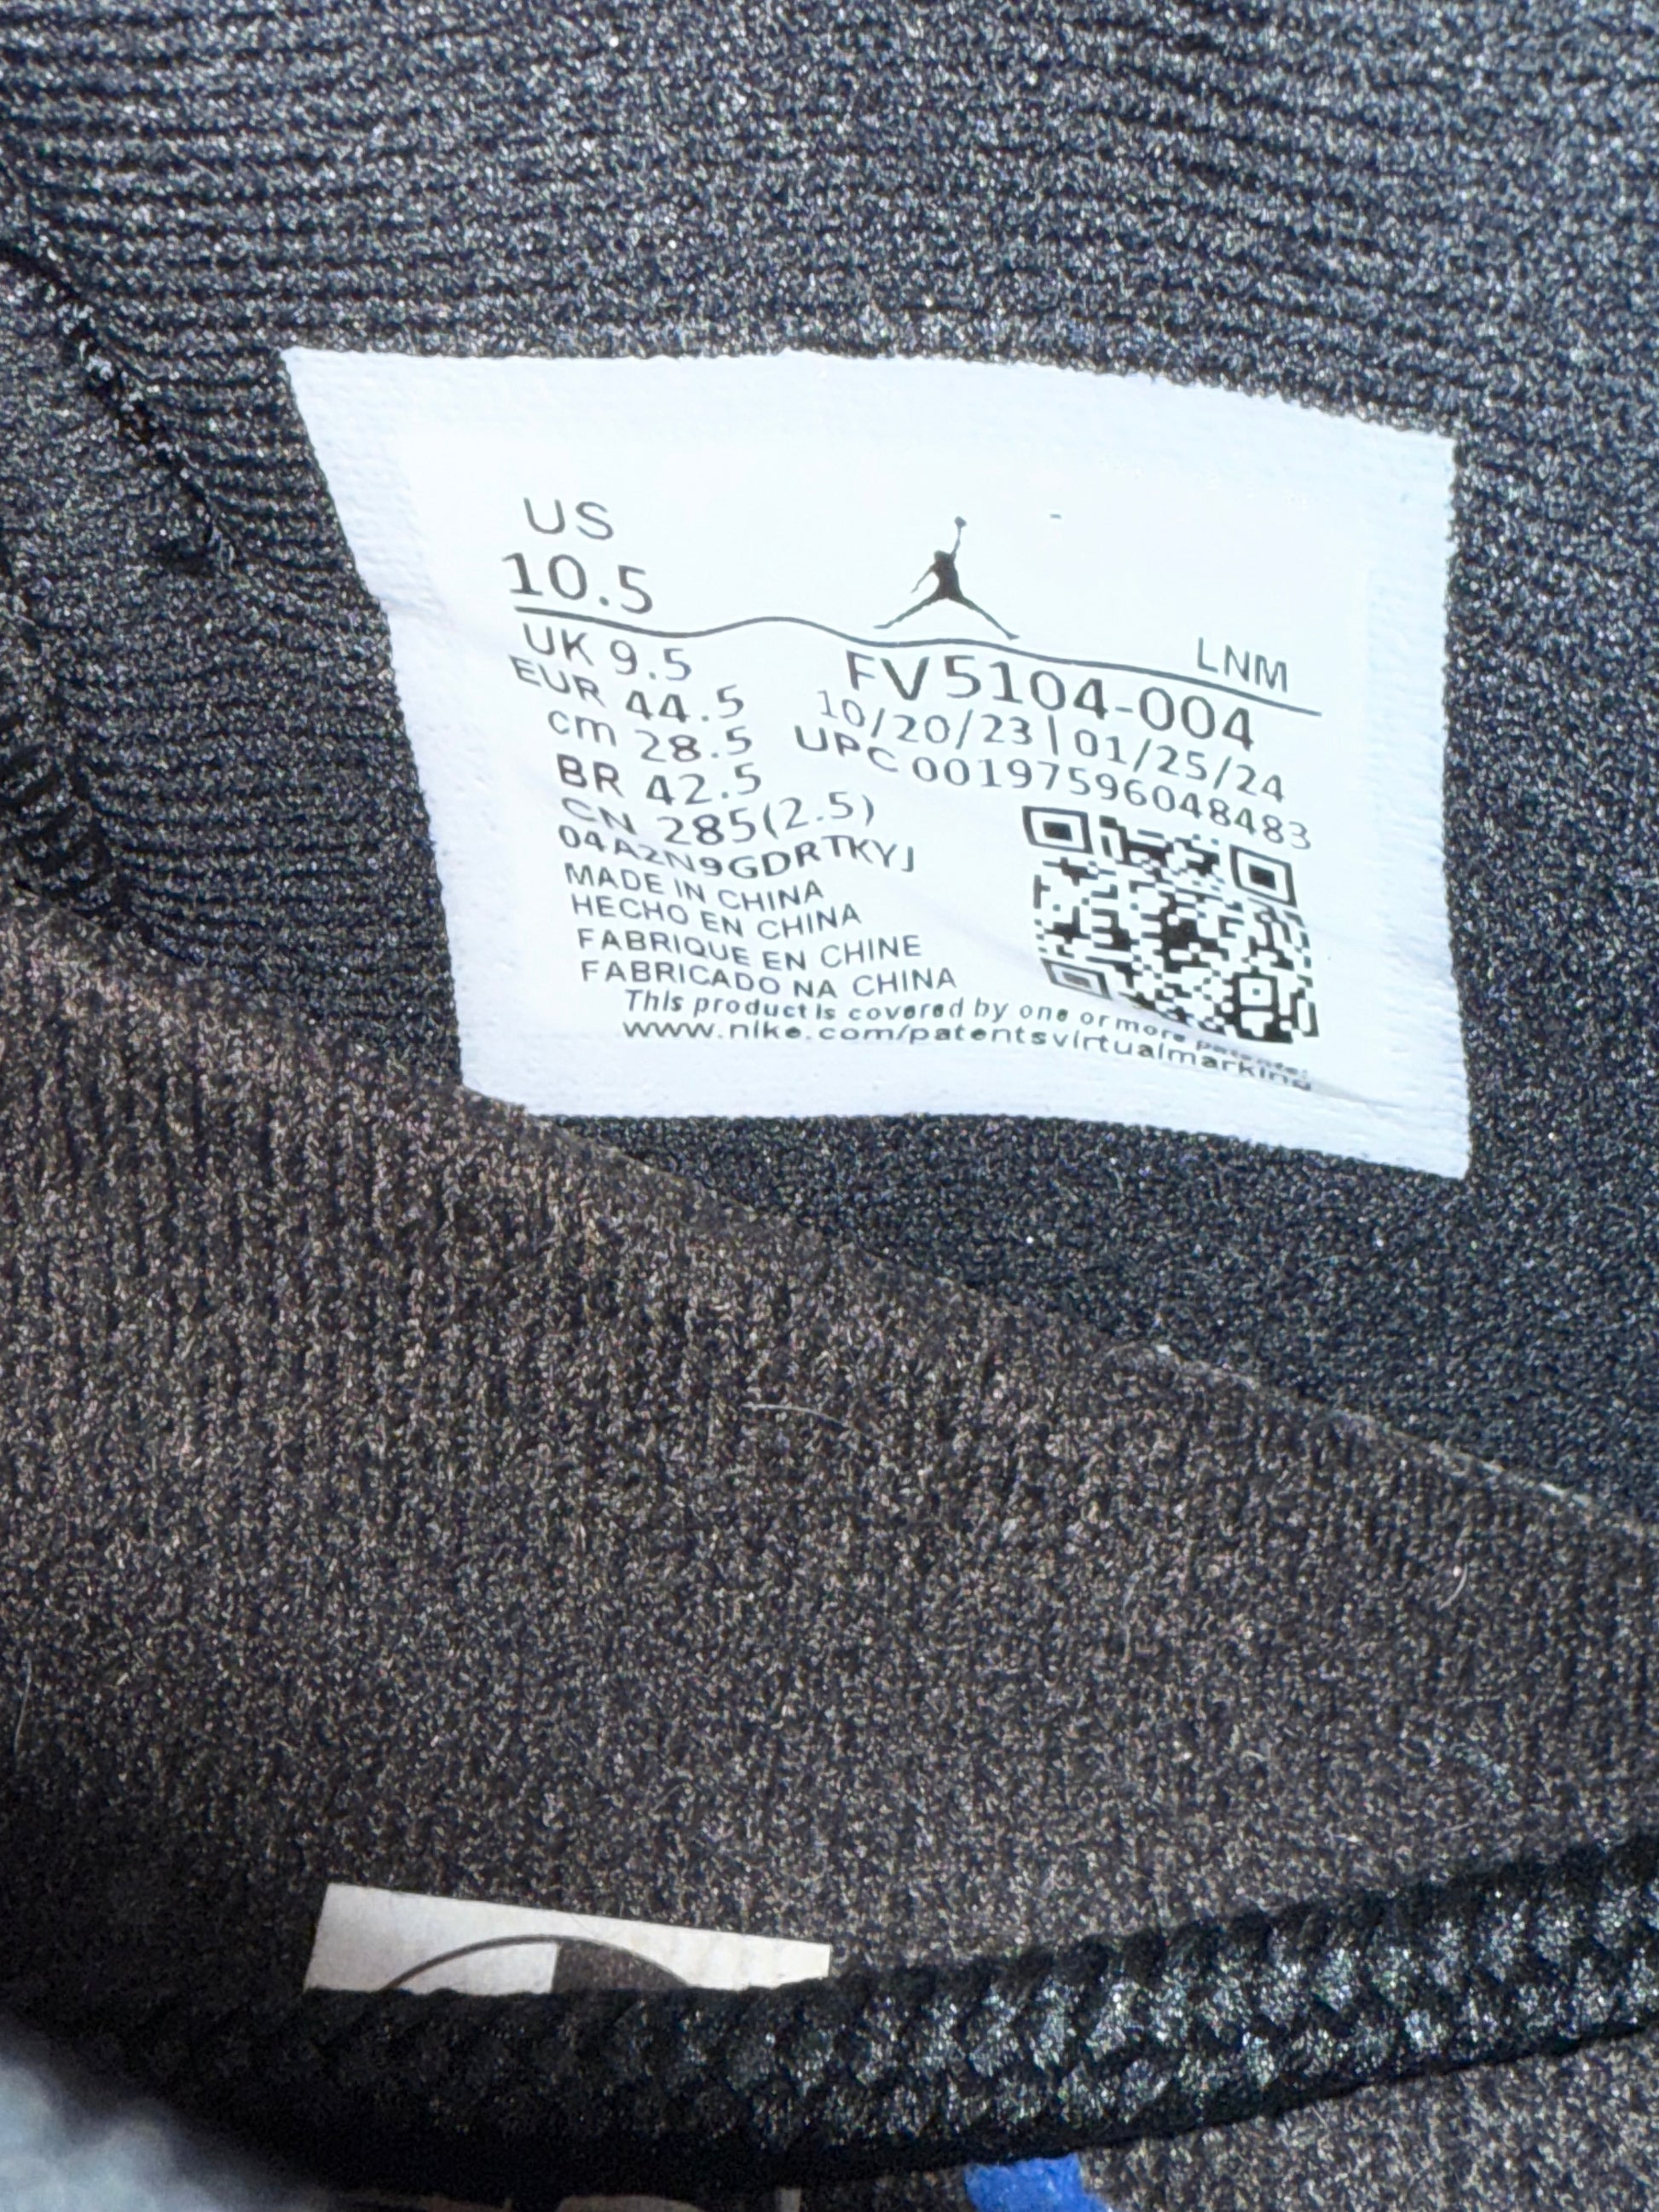 US
10.5
LNM
UK 9.5
EUR 44.5
cm 28.5
BR 42.5
CN 285(2.5)
04A2N9GDRTKYJ
MADE IN CHINA
HECHO EN CHINA
FABRIQUE EN CHINE
FABRICADO NA CHINA
FV5104-004
10/20/23 | 01/25/24
UPC 00197596048483
This product is covered by one or more patents:
www.nike.com/patentsvirtualmarking